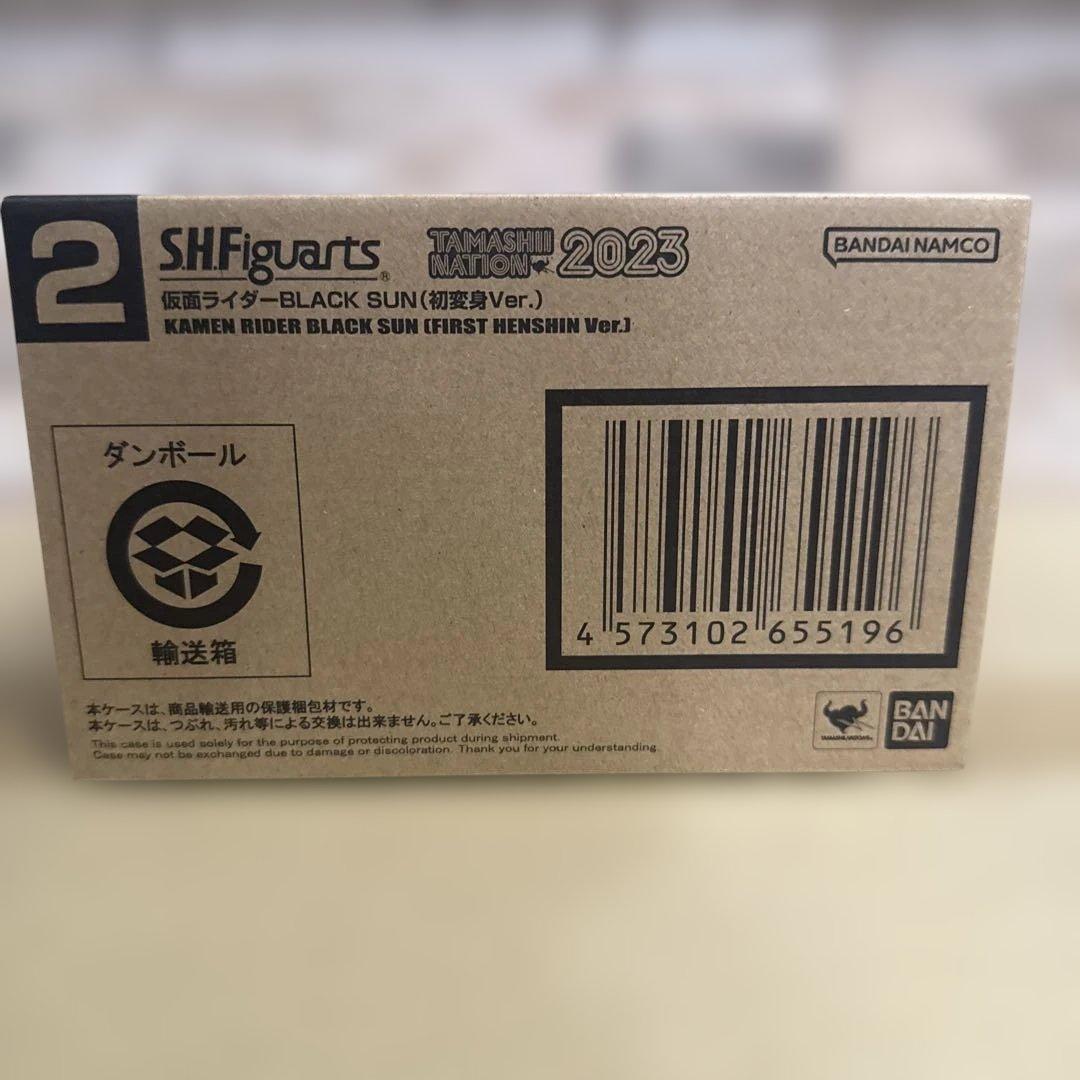 2
S.H.Figuarts®
TAMASHII
NATION
2023
BANDAI NAMCO
仮面ライダーBLACK SUN(初変身Ver.)
KAMEN RIDER BLACK SUN (FIRST HENSHIN Ver.)
ダンボール
輸送箱
4 573102 655196
本ケースは、商品輸送用の保護梱包材です。
本ケースは、つぶれ、汚れ等による交換は出来ません。ご了承ください。
This case is used solely for the purpose of protecting product during shipment.
Case may not be exchanged due to damage or discoloration. Thank you for your understanding.
TAMASHII NATIONS
BAN
DAI